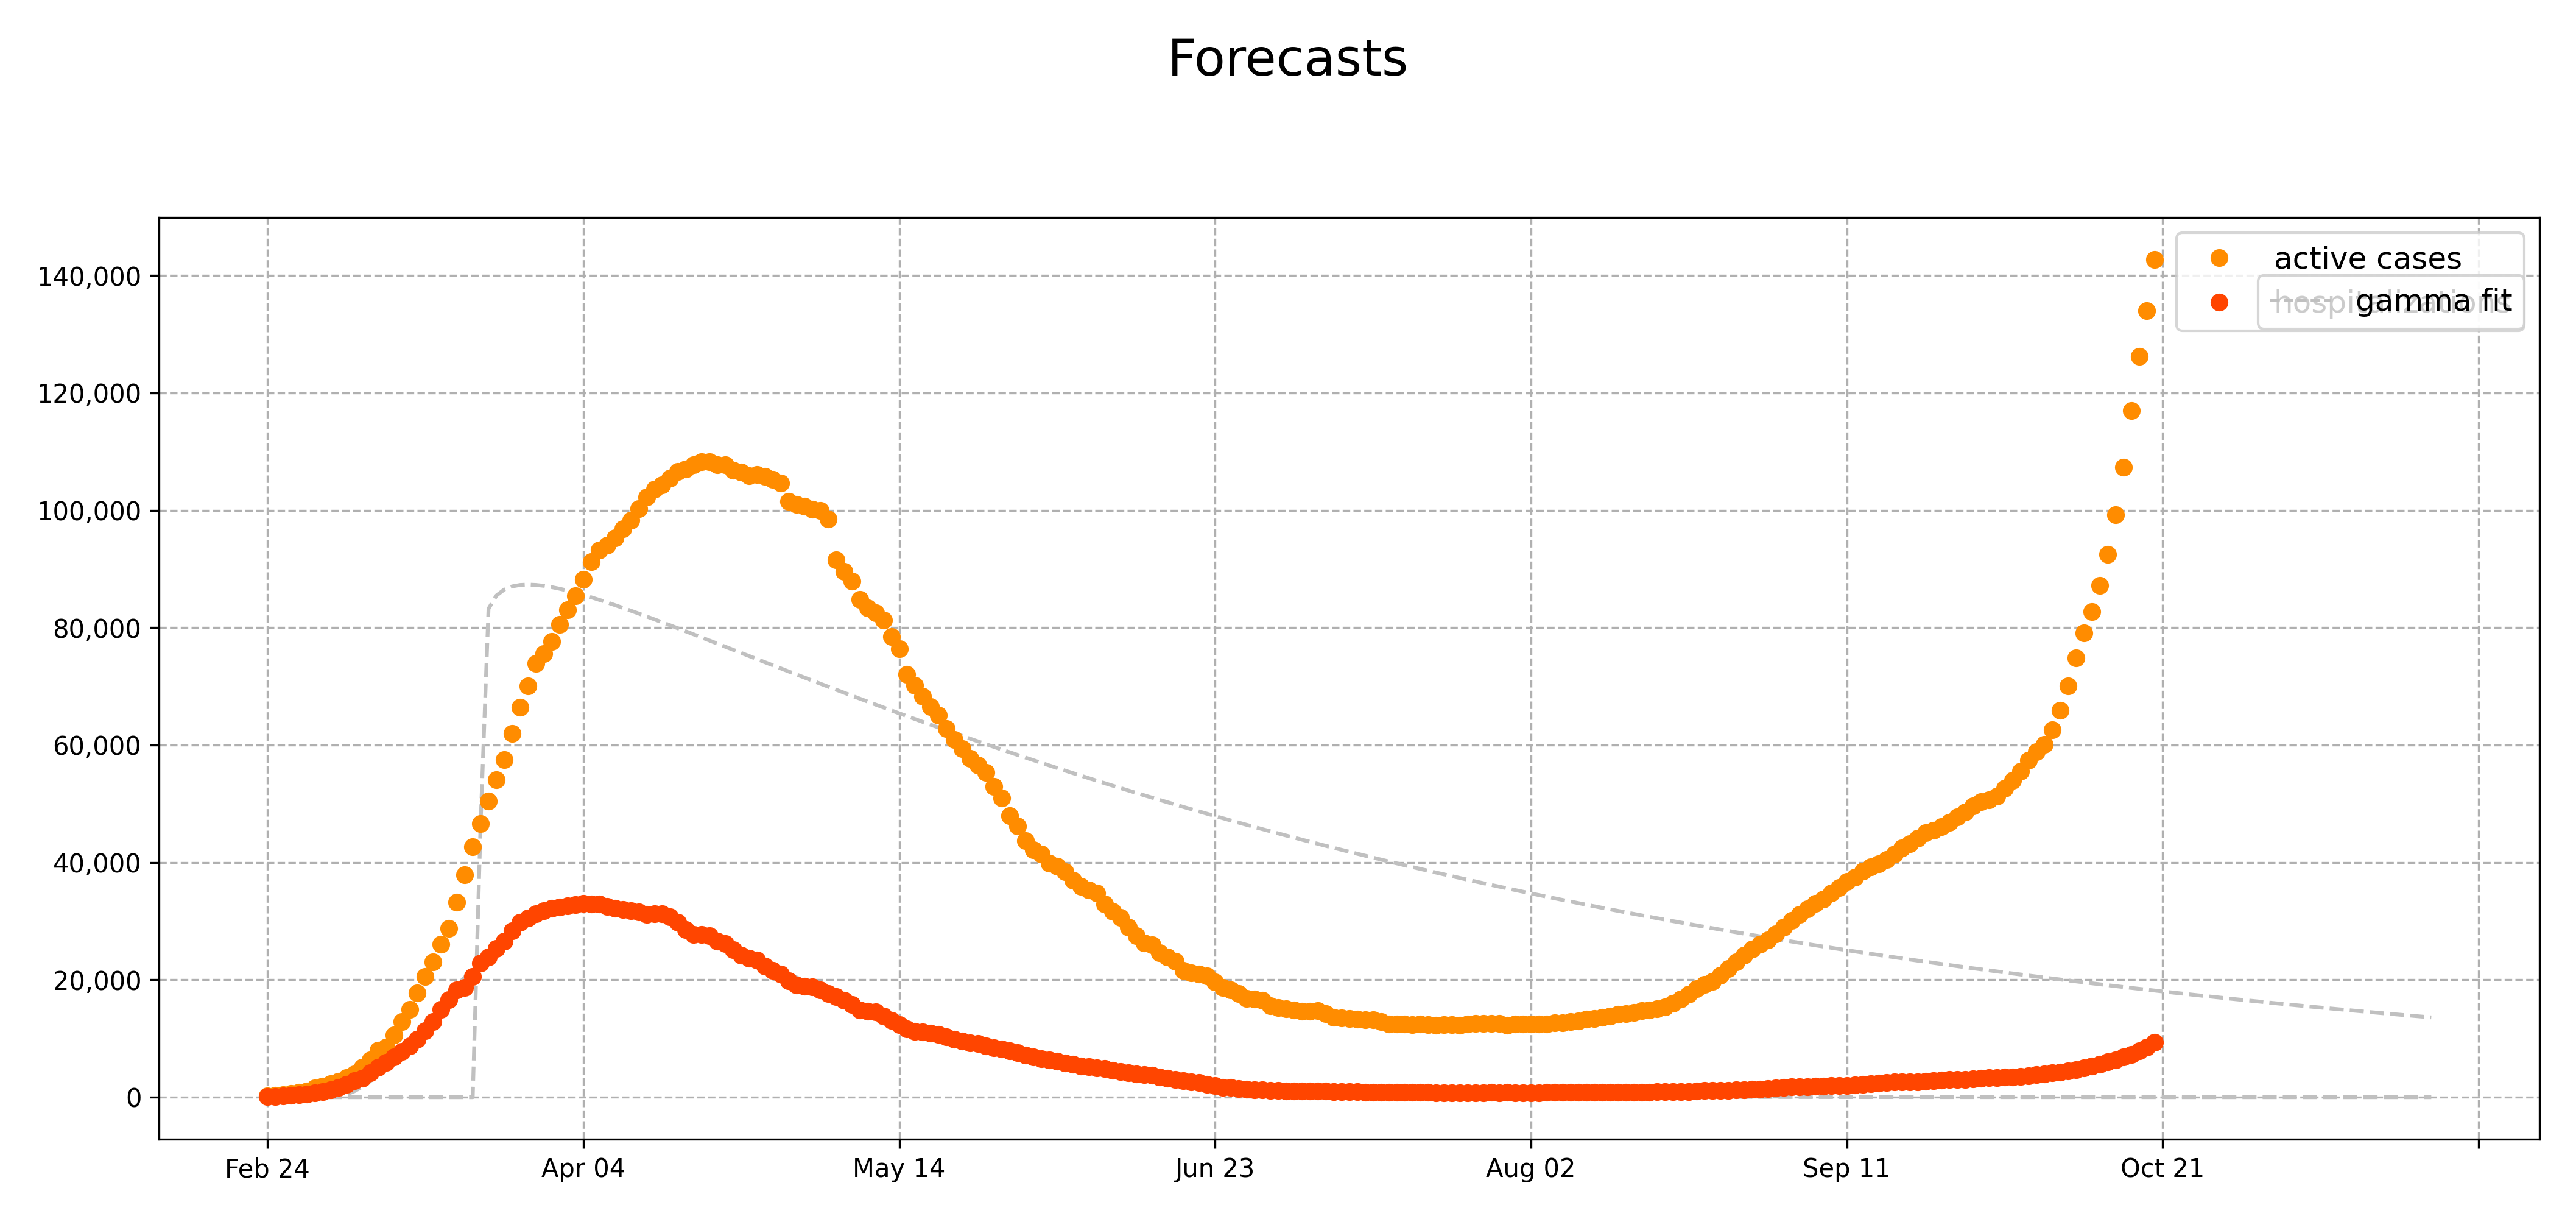 Forecasts
140,000
120,000
100,000
80,000
60,000
40,000
20,000
0
Feb 24
Apr 04
May 14
Jun 23
Aug 02
Sep 11
Oct 21
active cases
hospitalizations
gamma fit